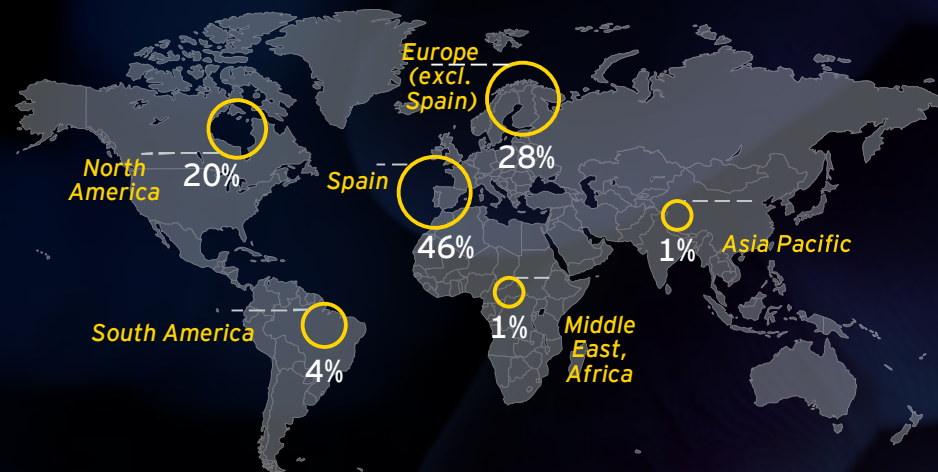 Europe
(excl.
Spain)
28%
North
America
20%
Spain
46%
Asia Pacific
1%
South America
4%
Middle
East,
Africa
1%